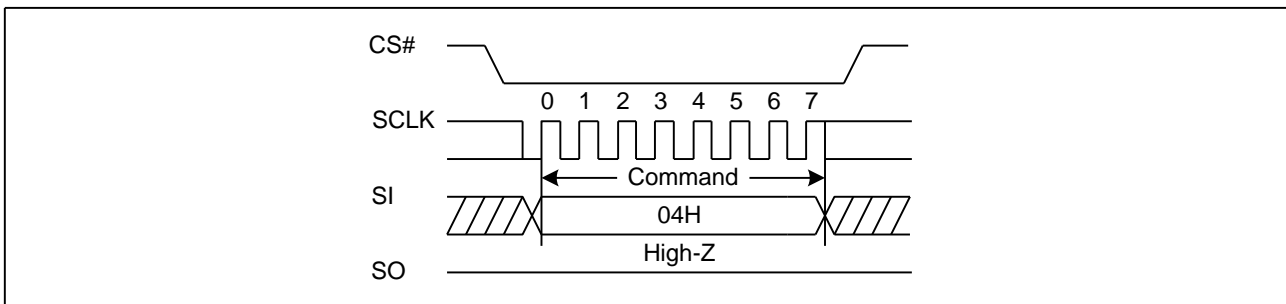 CS#
0 1 2 3 4 5 6 7
SCLK
Command
SI
04H
High-Z
SO